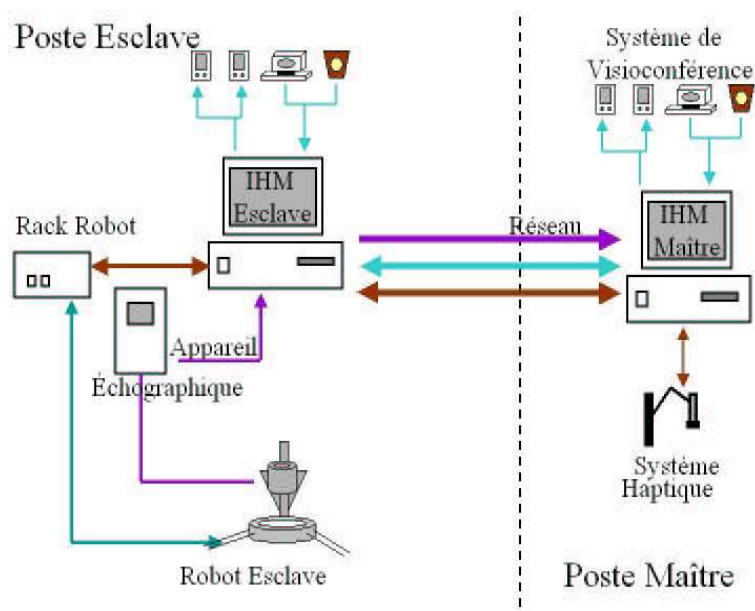 Poste Esclave
Système de
Visioconférence
IHM
Esclave
Rack Robot
Réseau
IHM
Maître
Appareil
Échographique
Système
Haptique
Robot Esclave
Poste Maître